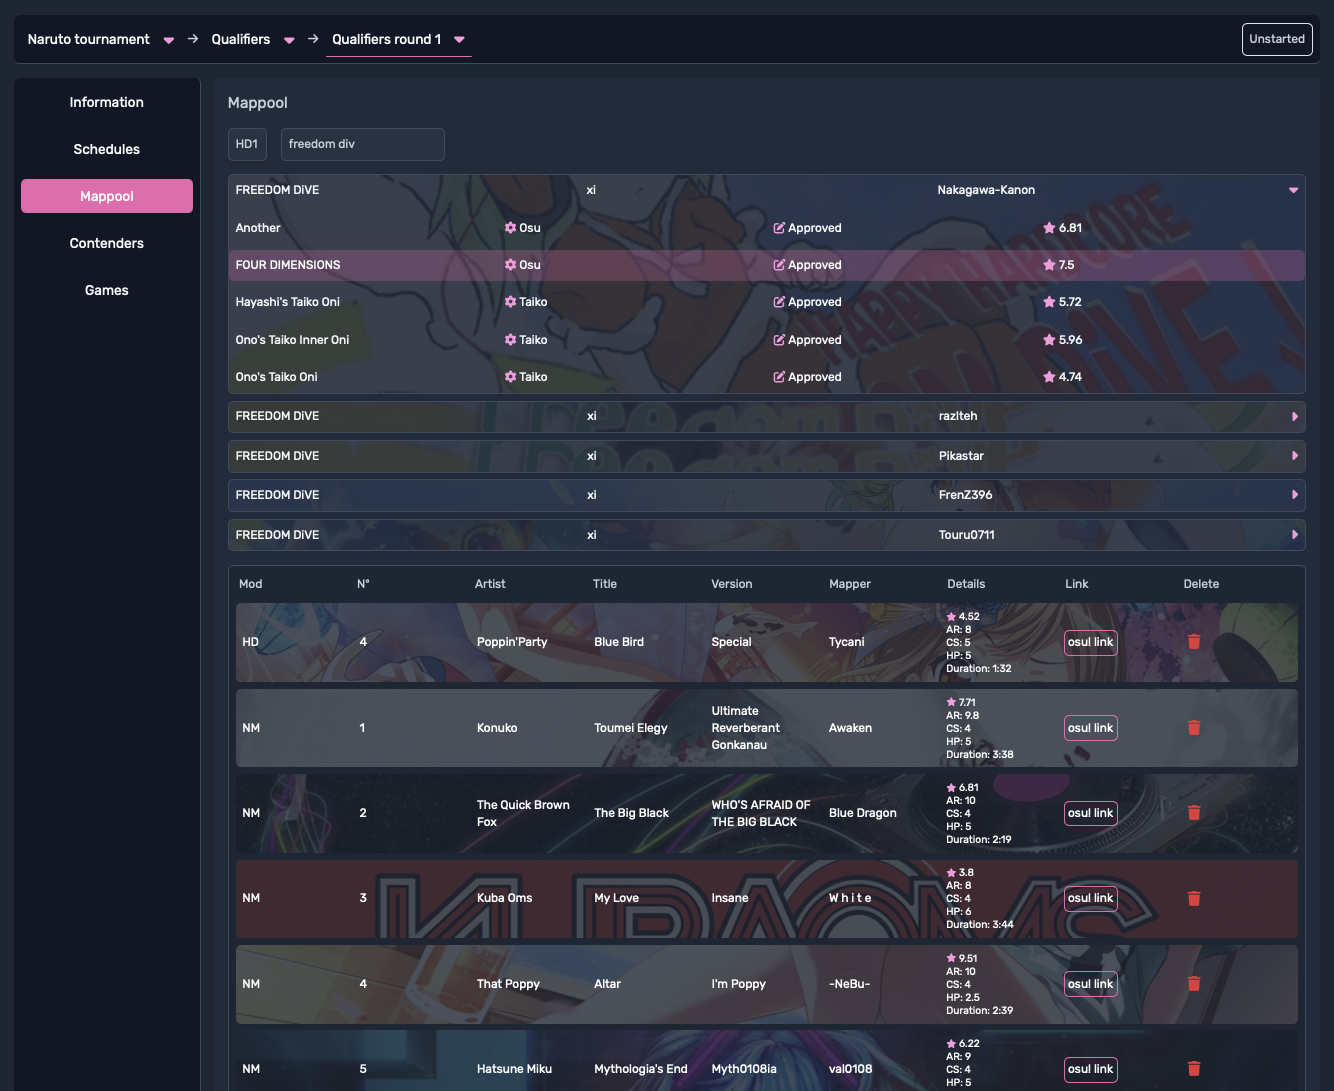 Naruto tournament → Qualifiers → Qualifiers round 1 Unstarted
Information
Schedules
Mappool
Contenders
Games
Mappool
HD1 freedom div
FREEDOM DiVE xi Nakagawa-Kanon
Another Osu Approved 6.81
FOUR DIMENSIONS Osu Approved 7.5
Hayashi's Taiko Oni Taiko Approved 5.72
Ono's Taiko Inner Oni Taiko Approved 5.96
Ono's Taiko Oni Taiko Approved 4.74
FREEDOM DiVE xi razlteh
FREEDOM DiVE xi Pikastar
FREEDOM DiVE xi FrenZ396
FREEDOM DiVE xi Touru0711
Mod N° Artist Title Version Mapper Details Link Delete
HD 4 Poppin'Party Blue Bird Special Tycani
4.52
AR: 8
CS: 5
HP: 5
Duration: 1:32
osul link
NM 1 Konuko Toumei Elegy
Ultimate
Reverberant
Gonkanau
Awaken
7.71
AR: 9.8
CS: 4
HP: 5
Duration: 3:38
osul link
NM 2
The Quick Brown
Fox
The Big Black
WHO'S AFRAID OF
THE BIG BLACK
Blue Dragon
6.81
AR: 10
CS: 4
HP: 5
Duration: 2:19
osul link
NM 3 Kuba Oms My Love Insane W h i t e
3.8
AR: 8
CS: 4
HP: 6
Duration: 3:44
osul link
NM 4 That Poppy Altar I'm Poppy -NeBu-
9.51
AR: 10
CS: 4
HP: 2.5
Duration: 2:39
osul link
NM 5 Hatsune Miku Mythologia's End Myth0108ia val0108
6.22
AR: 9
CS: 4
HP: 5
osul link